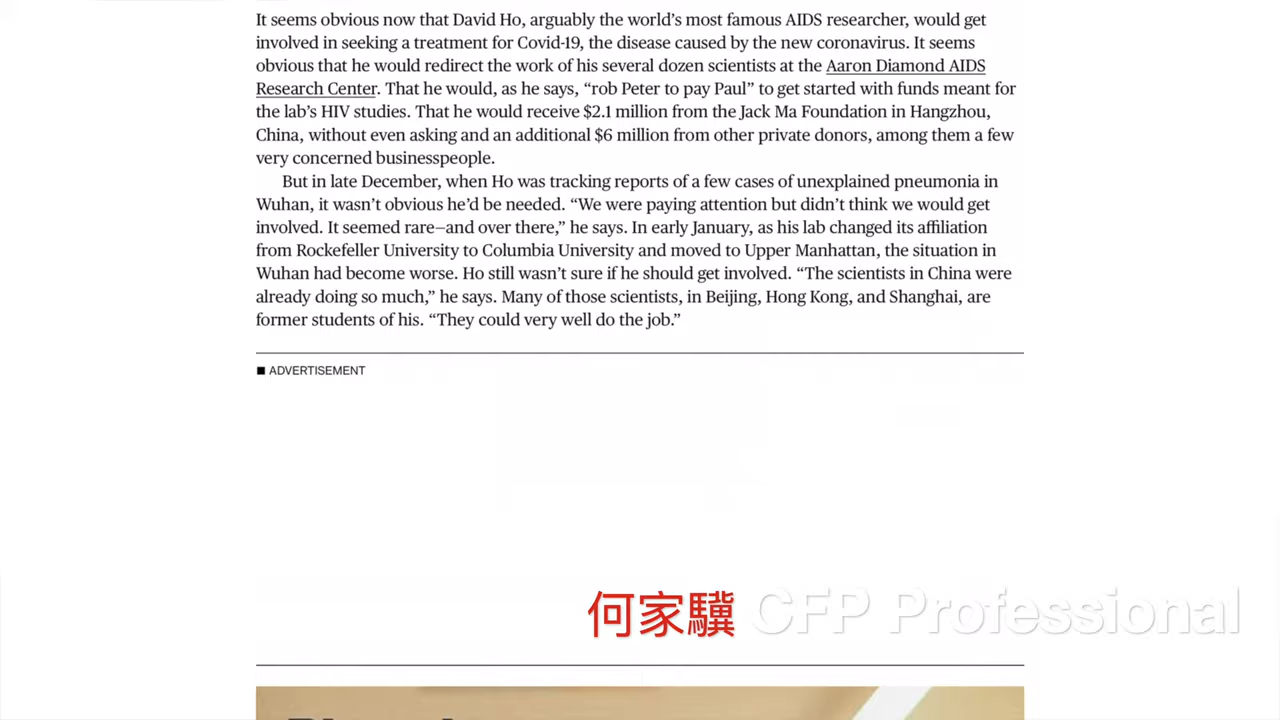 It seems obvious now that David Ho, arguably the world’s most famous AIDS researcher, would get
involved in seeking a treatment for Covid-19, the disease caused by the new coronavirus. It seems
obvious that he would redirect the work of his several dozen scientists at the Aaron Diamond AIDS
Research Center. That he would, as he says, “rob Peter to pay Paul” to get started with funds meant for
the lab’s HIV studies. That he would receive $2.1 million from the Jack Ma Foundation in Hangzhou,
China, without even asking and an additional $6 million from other private donors, among them a few
very concerned businesspeople.
But in late December, when Ho was tracking reports of a few cases of unexplained pneumonia in
Wuhan, it wasn’t obvious he’d be needed. “We were paying attention but didn’t think we would get
involved. It seemed rare—and over there,” he says. In early January, as his lab changed its affiliation
from Rockefeller University to Columbia University and moved to Upper Manhattan, the situation in
Wuhan had become worse. Ho still wasn’t sure if he should get involved. “The scientists in China were
already doing so much,” he says. Many of those scientists, in Beijing, Hong Kong, and Shanghai, are
former students of his. “They could very well do the job.”
■ ADVERTISEMENT
何家驥 CFP Professional